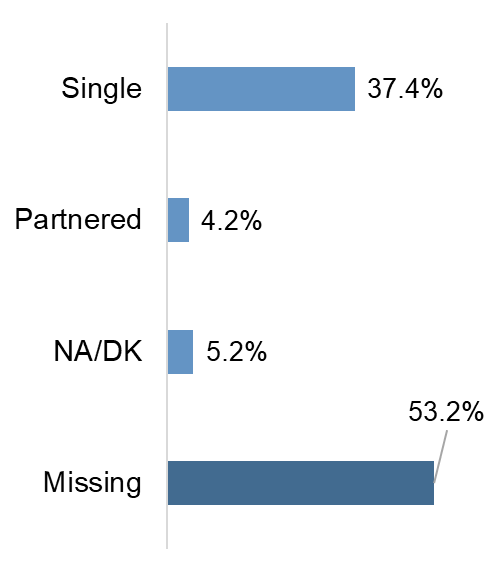 Single 37.4%
Partnered 4.2%
NA/DK 5.2%
53.2%
Missing